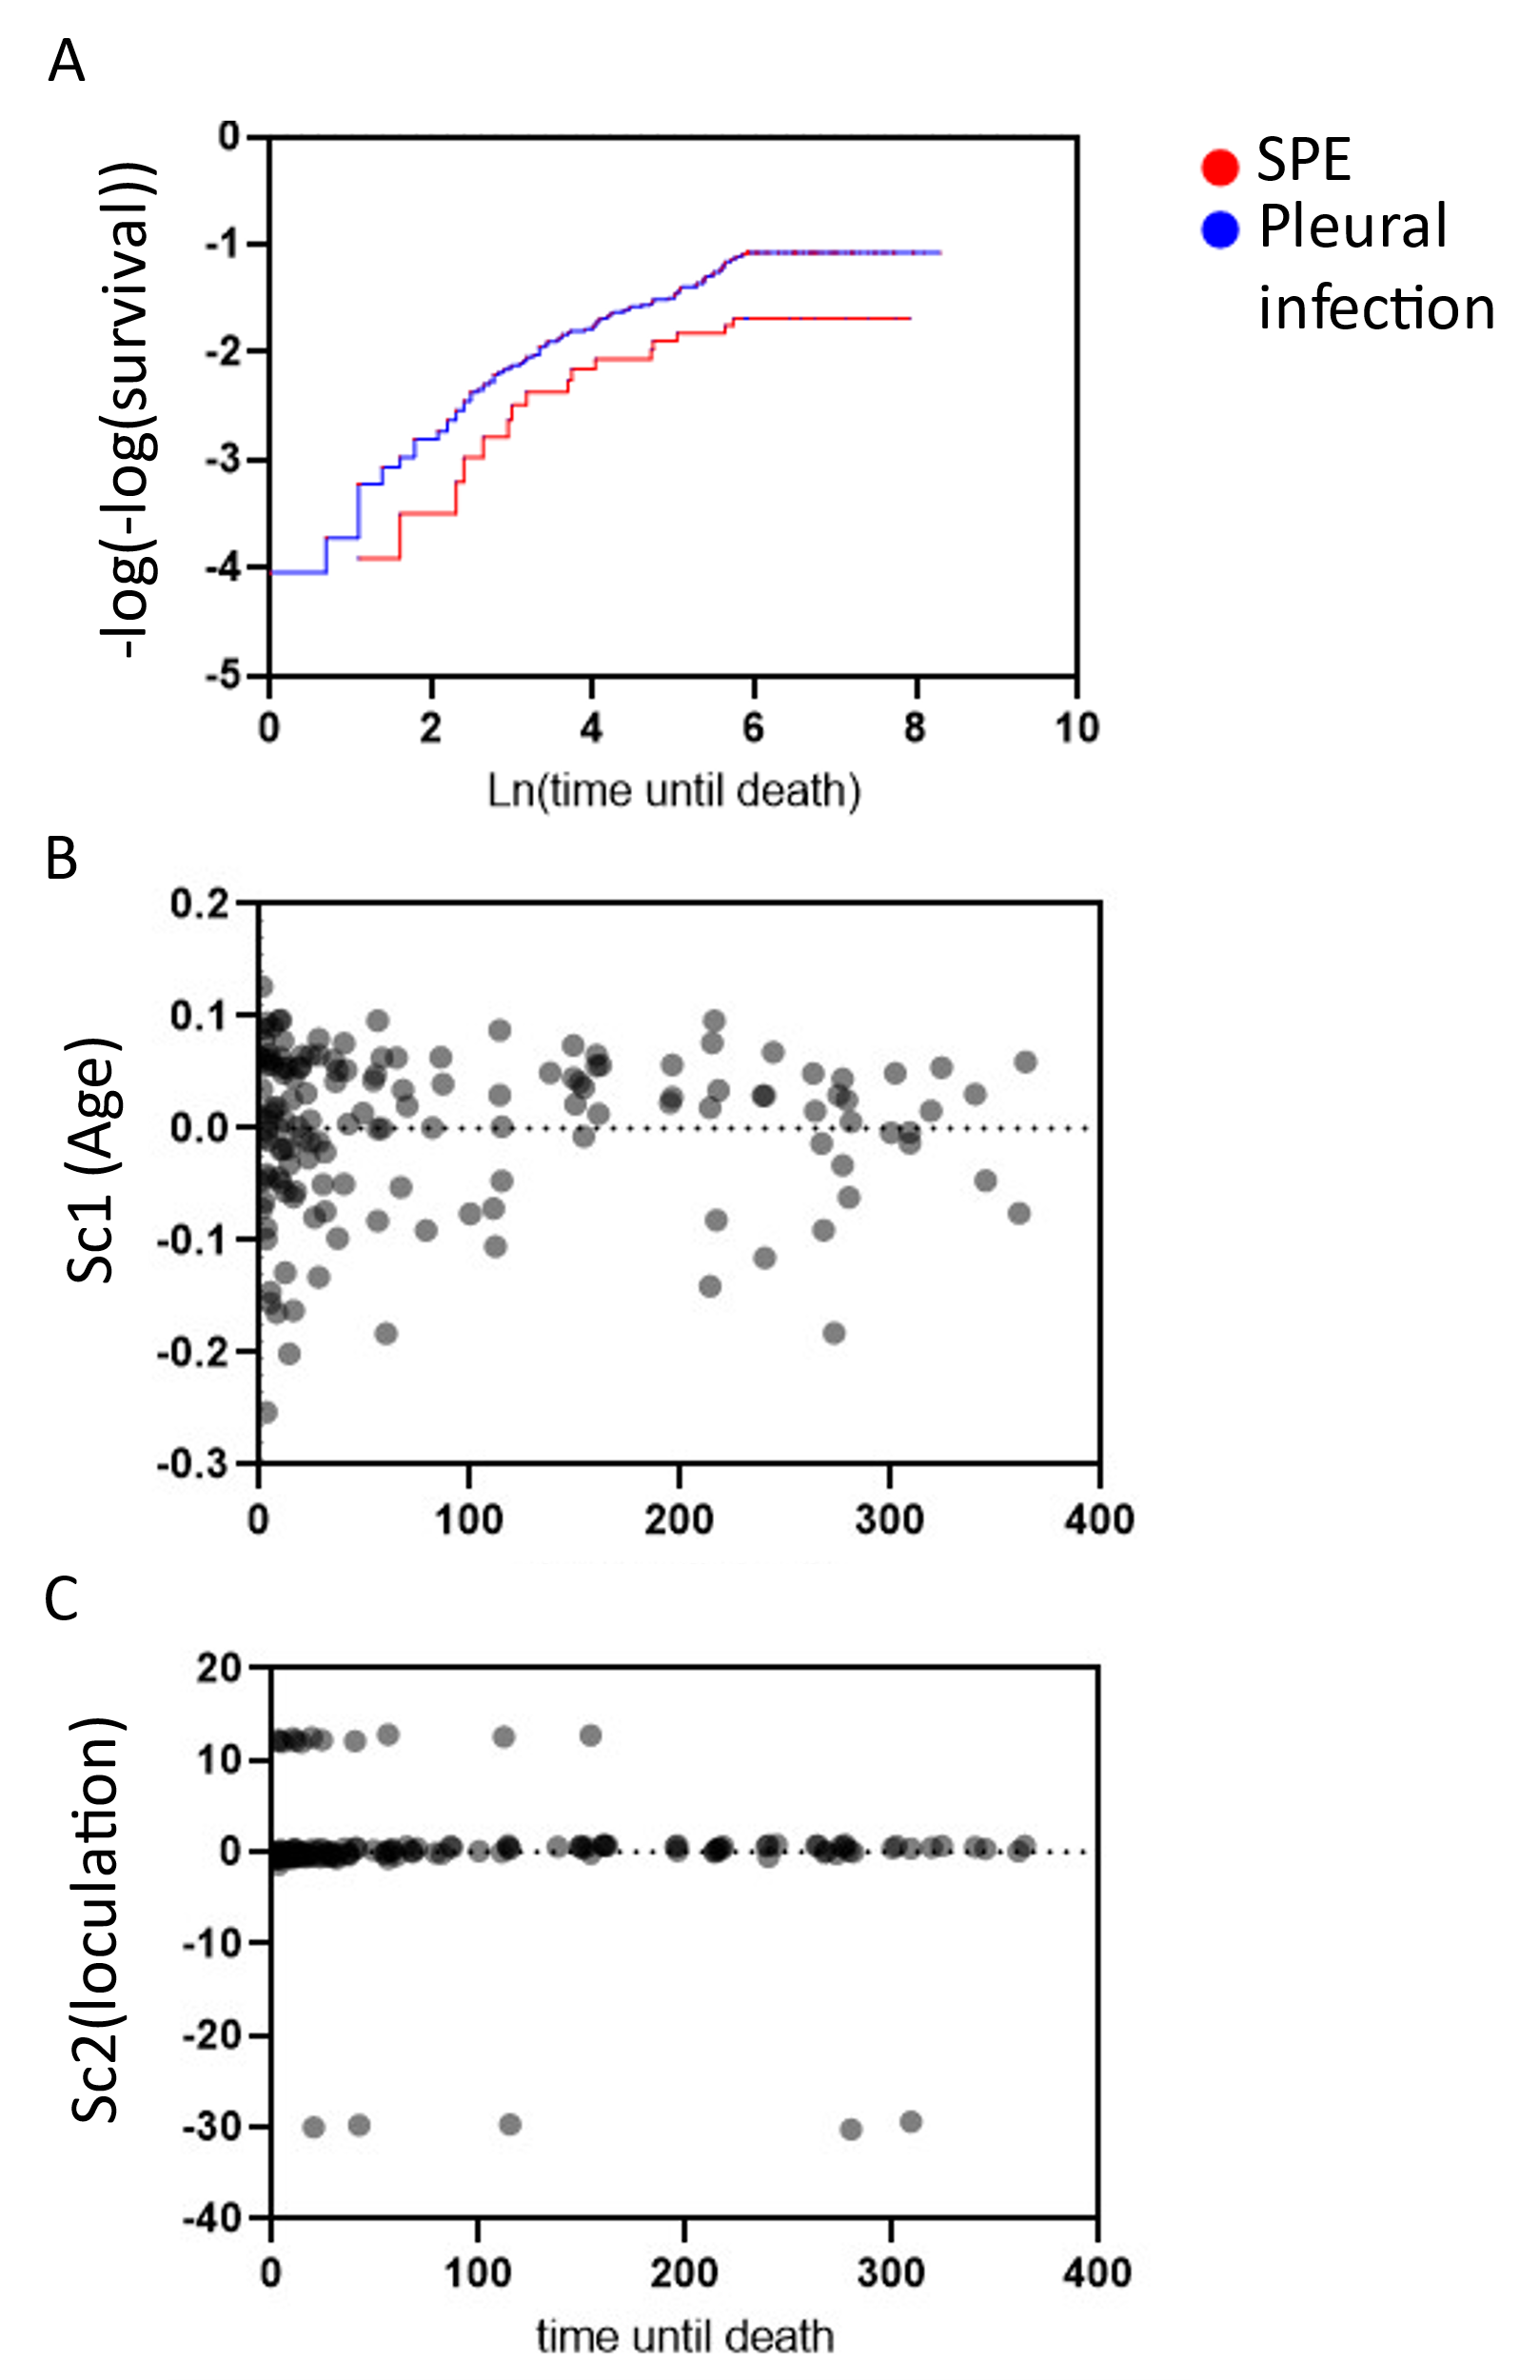 A
-log(-log(survival))
0
-1
-2
-3
-4
-5
0 2 4 6 8 10
Ln(time until death)
SPE
Pleural
infection
B
Sc1 (Age)
0.2
0.1
0.0
-0.1
-0.2
-0.3
0 100 200 300 400
C
Sc2(loculation)
20
10
0
-10
-20
-30
-40
0 100 200 300 400
time until death